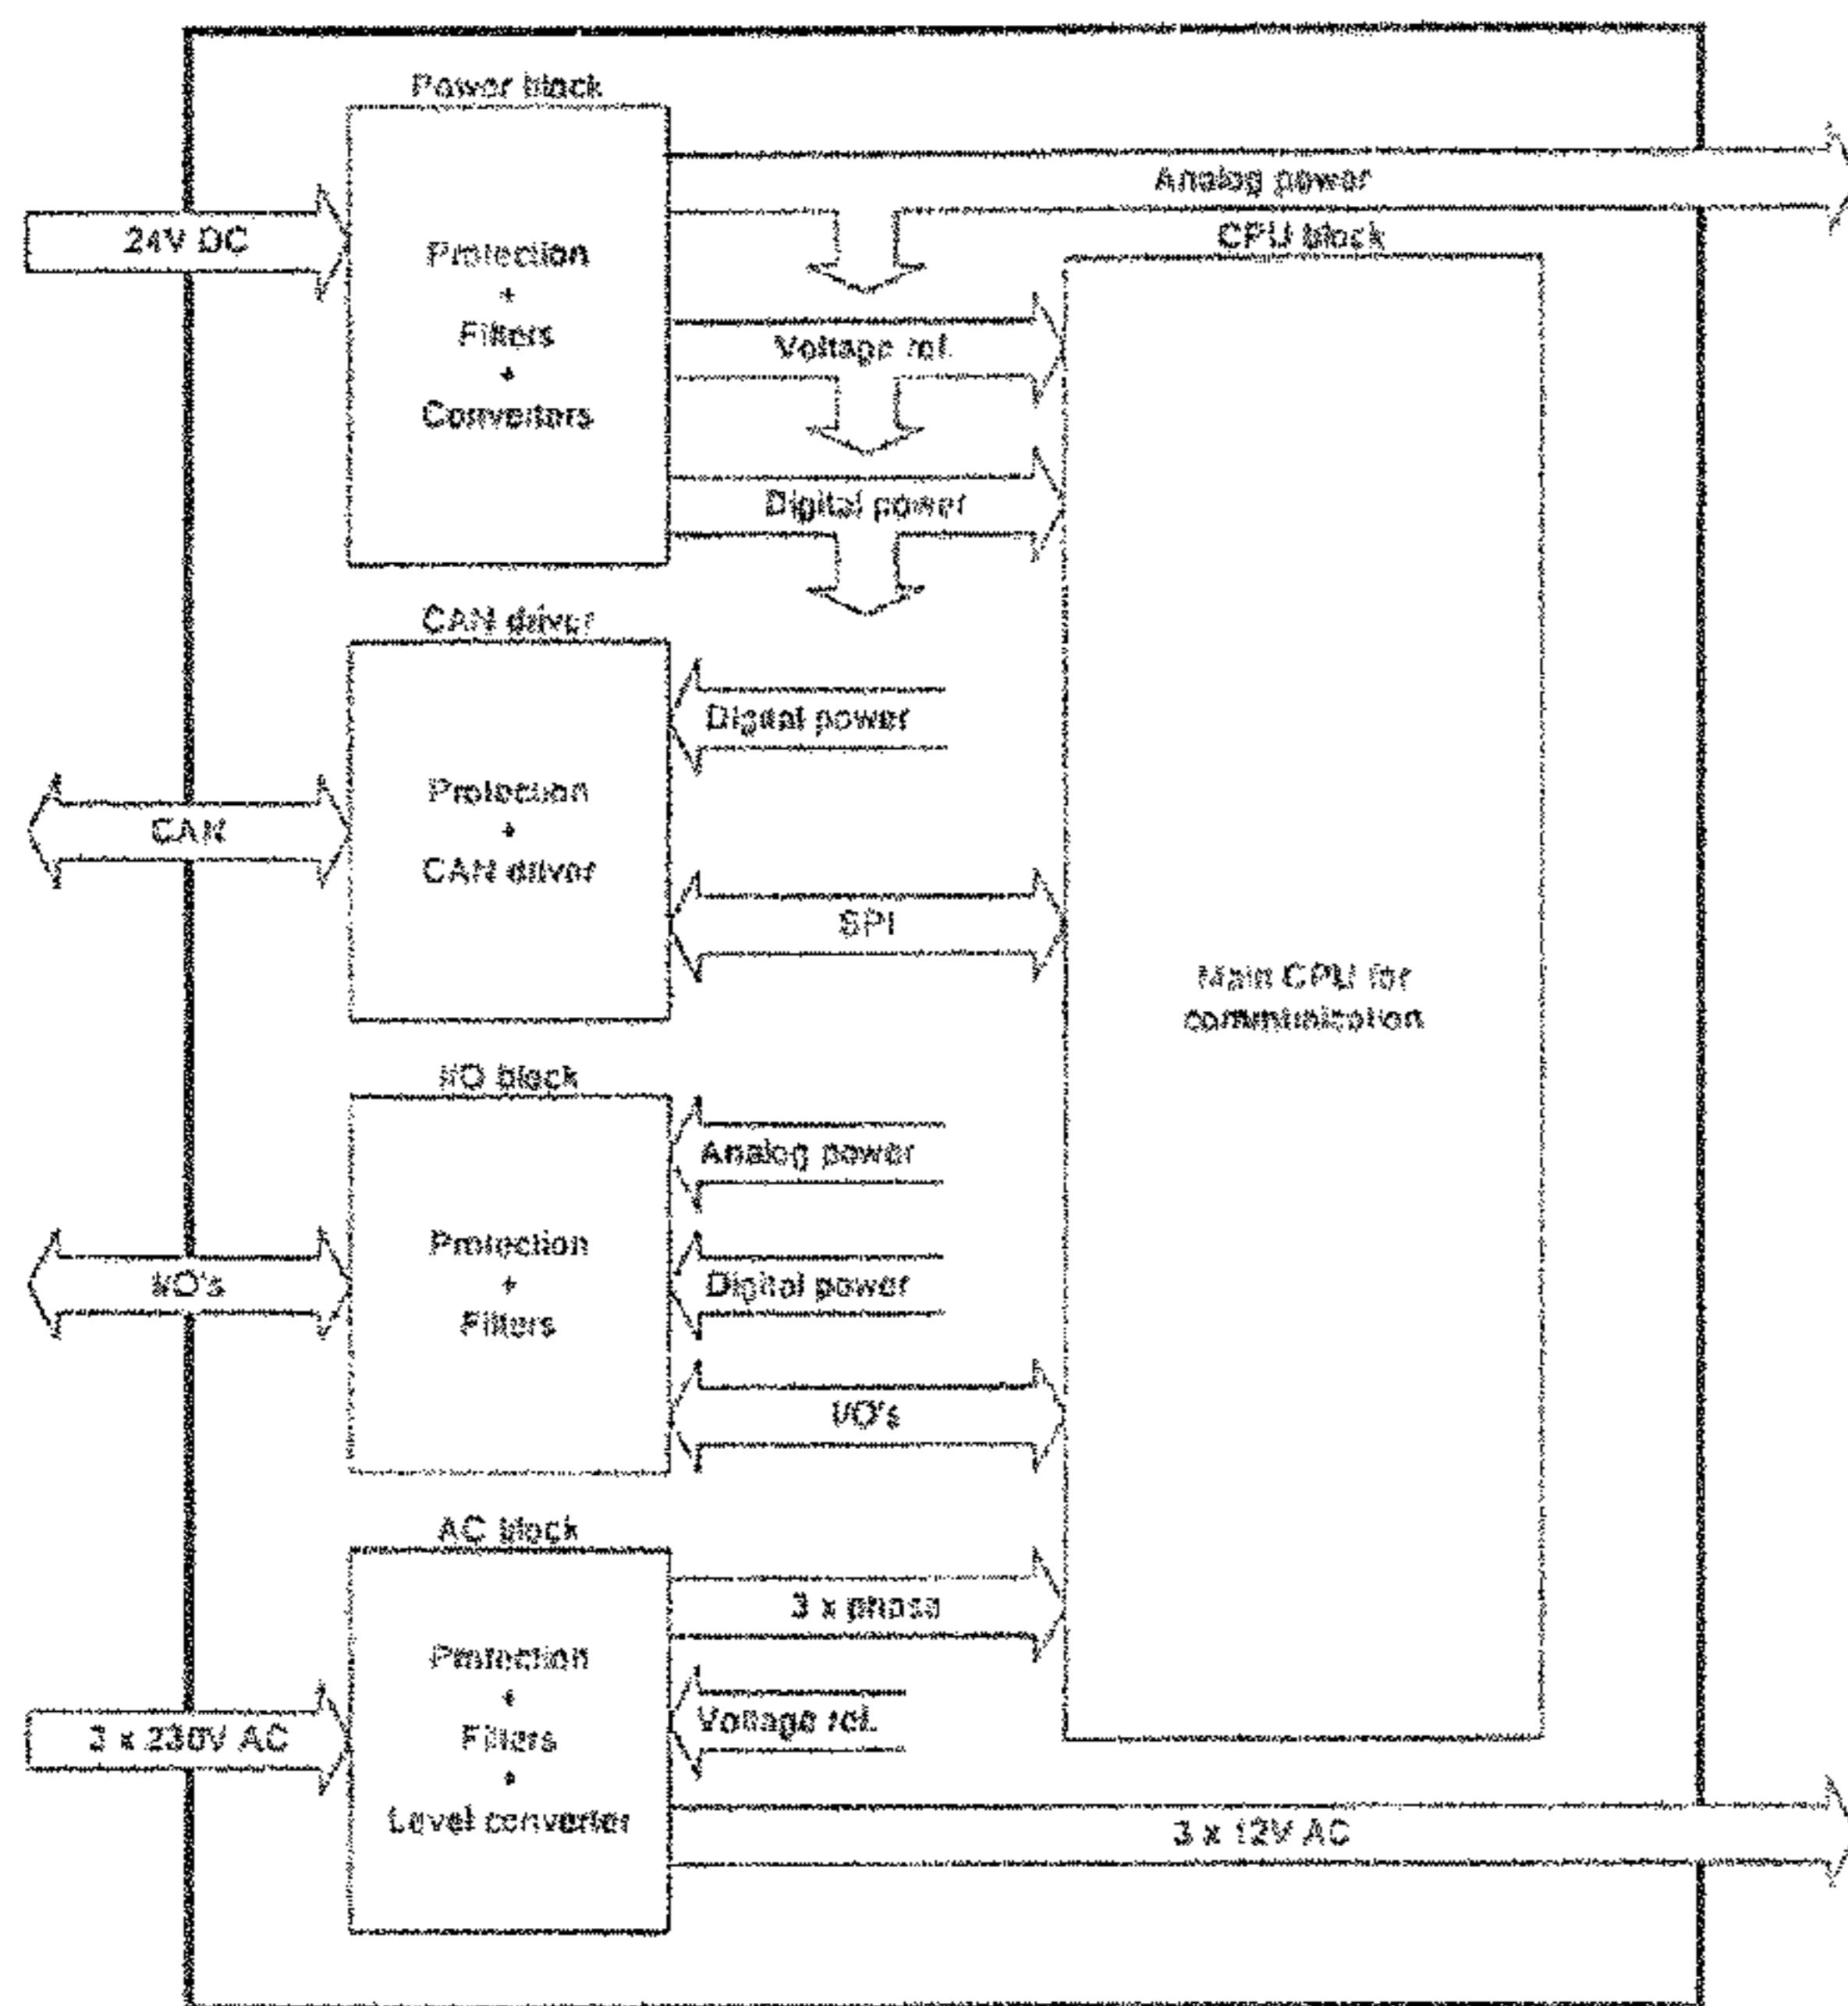 Power block
Analog power
24V DC
Protection
+
Filters
+
Convertors
CPU block
Voltage ref.
Digital power
CAN driver
Digital power
CAN
Protection
+
CAN driver
SPI
Main CPU for
communication
I/O block
Analog power
I/O's
Protection
+
Filters
Digital power
I/O's
AC block
3 x phase
3 x 230V AC
Protection
+
Filters
+
Level converter
Voltage ref.
3 x 12V AC